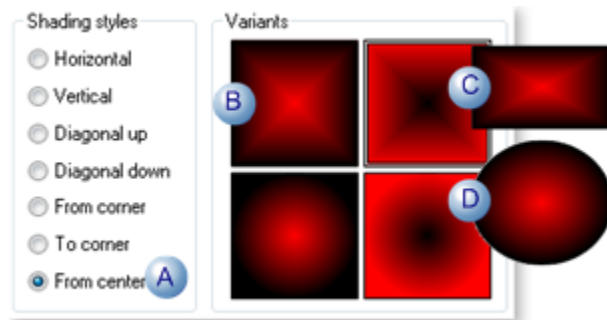 Shading styles
Horizontal
Vertical
Diagonal up
Diagonal down
From corner
To corner
From center
A
Variants
B
C
D